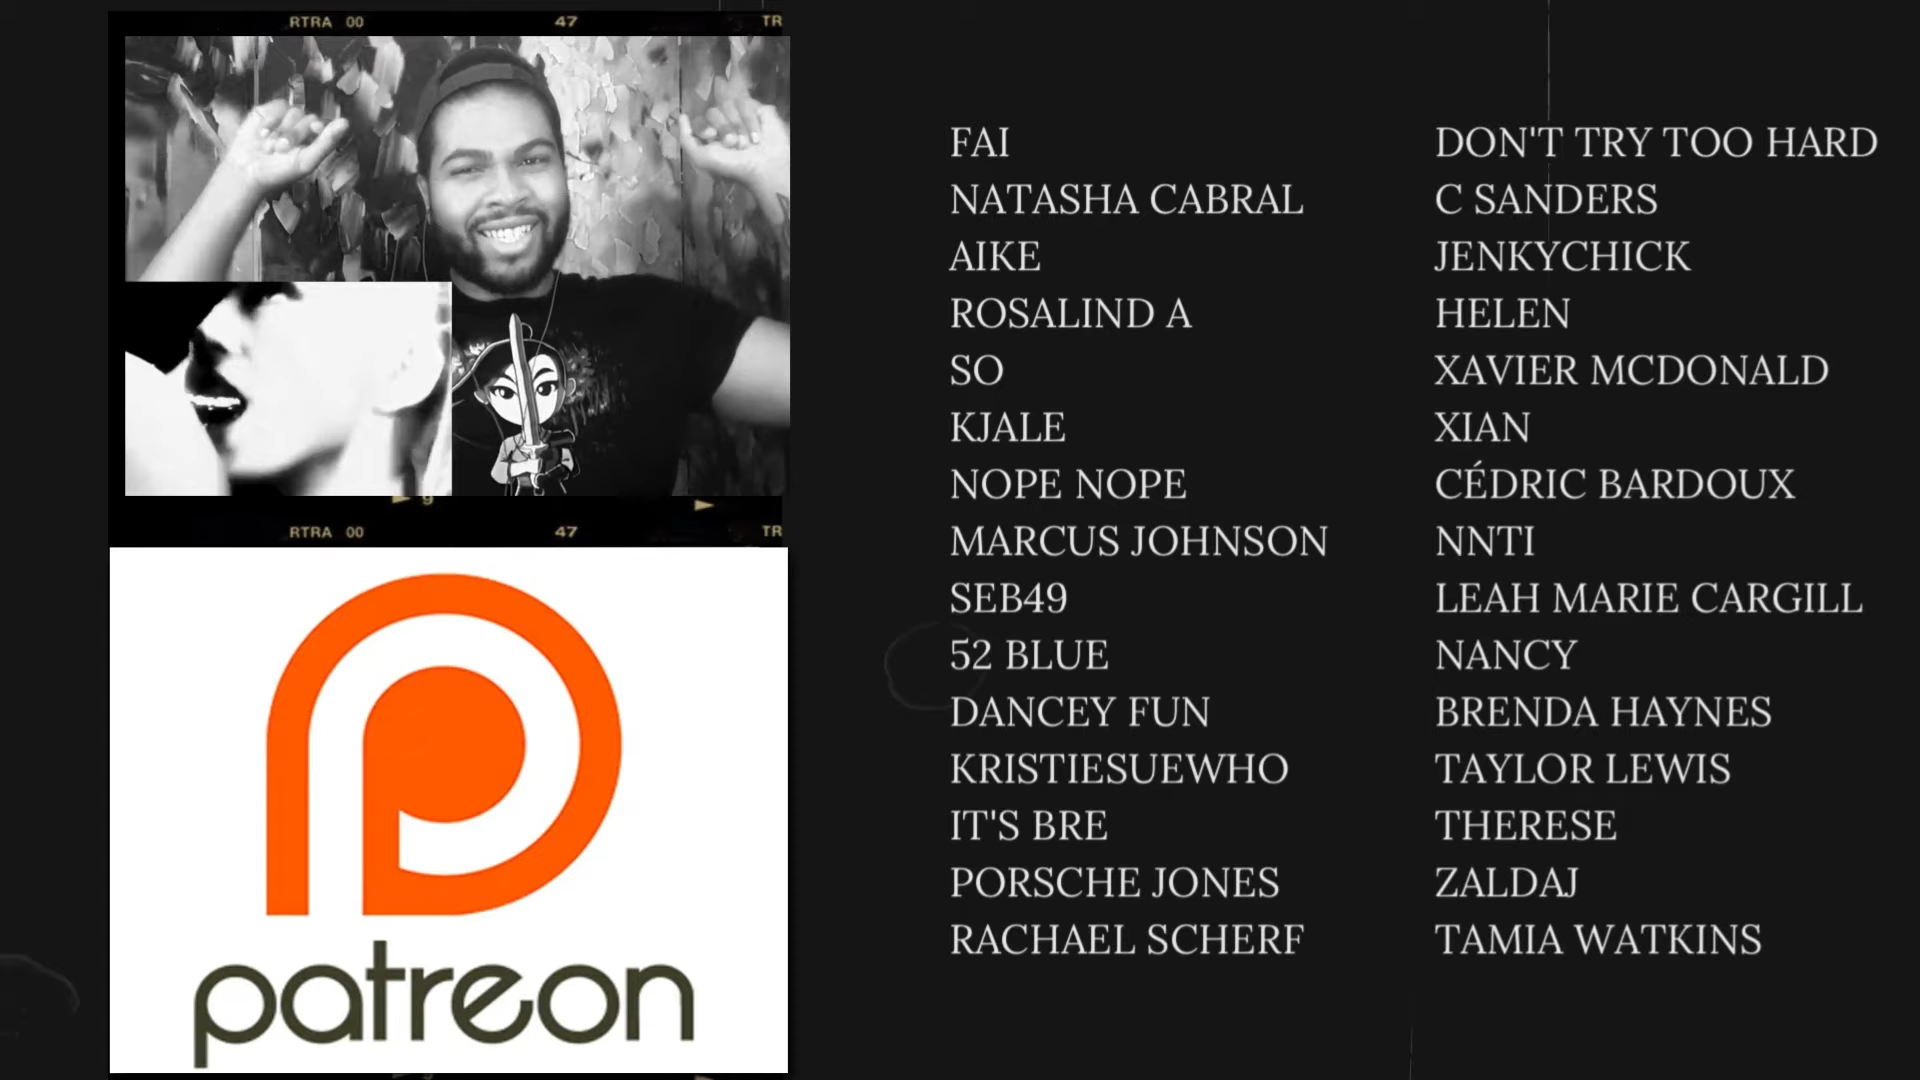 RTRA 00 47 TR
9
RTRA 00 47 TR
patreon
FAI
NATASHA CABRAL
AIKE
ROSALIND A
SO
KJALE
NOPE NOPE
MARCUS JOHNSON
SEB49
52 BLUE
DANCEY FUN
KRISTIESUEWHO
IT'S BRE
PORSCHE JONES
RACHAEL SCHERF
DON'T TRY TOO HARD
C SANDERS
JENKYCHICK
HELEN
XAVIER MCDONALD
XIAN
CÉDRIC BARDOUX
NNTI
LEAH MARIE CARGILL
NANCY
BRENDA HAYNES
TAYLOR LEWIS
THERESE
ZALDAJ
TAMIA WATKINS